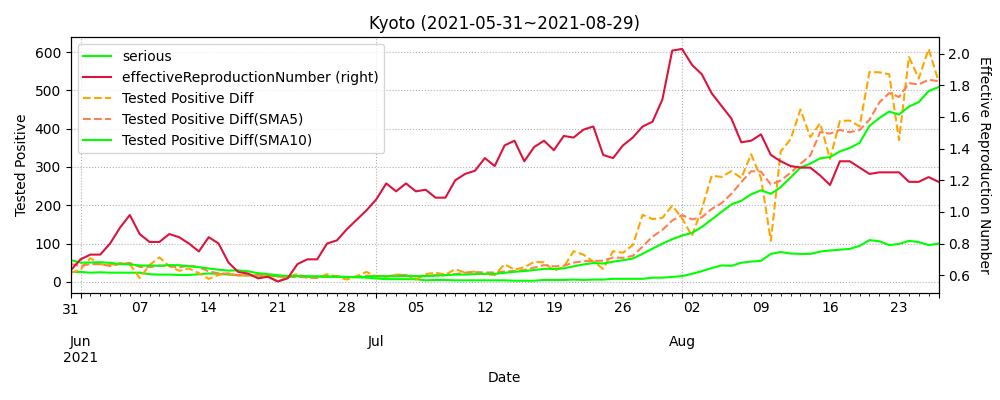 Kyoto (2021-05-31~2021-08-29)
serious
effectiveReproductionNumber (right)
Tested Positive Diff
Tested Positive Diff(SMA5)
Tested Positive Diff(SMA10)
Tested Positive
600
500
400
300
200
100
0
2.0
1.8
1.6
1.4
1.2
1.0
0.8
0.6
Effective Reproduction Number
31 07 14 21 28 05 12 19 26 02 09 16 23
Jun Jul Aug
2021
Date